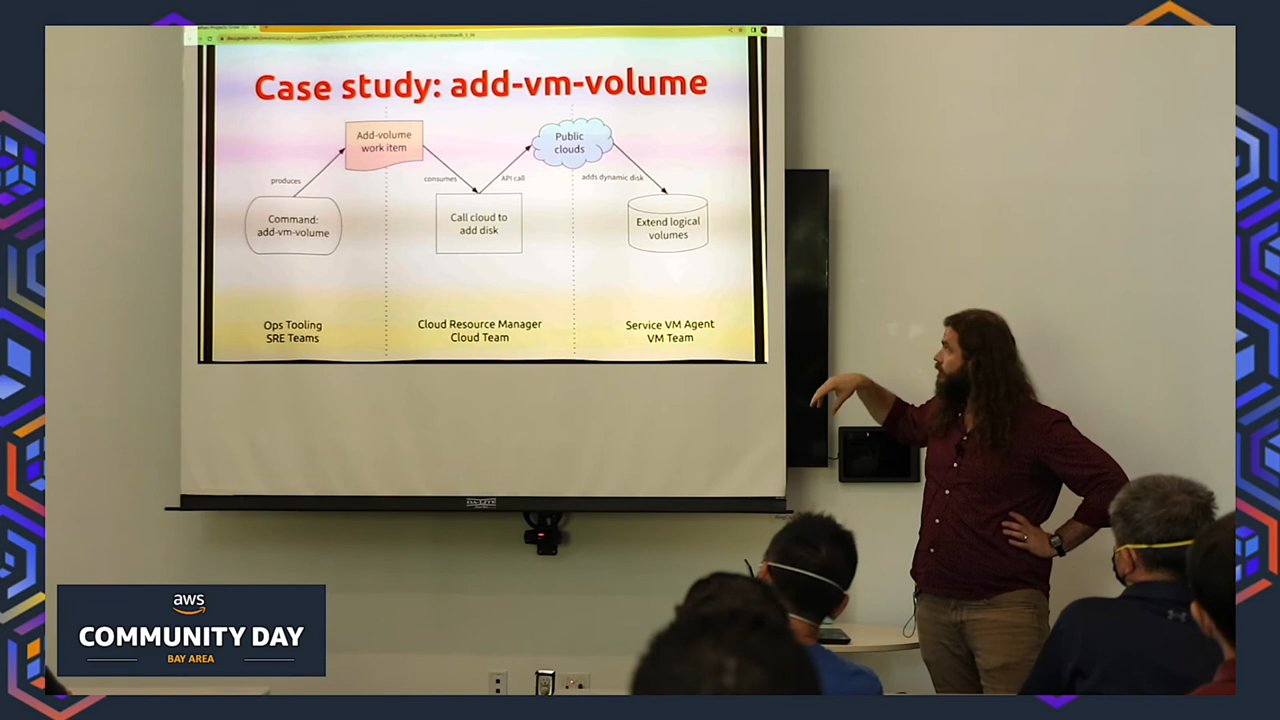 Case study: add-vm-volume
Add-volume
work item
Public
clouds
produces
consumes
API call
adds dynamic disk
Command:
add-vm-volume
Call cloud to
add disk
Extend logical
volumes
Ops Tooling
SRE Teams
Cloud Resource Manager
Cloud Team
Service VM Agent
VM Team
aws
COMMUNITY DAY
BAY AREA